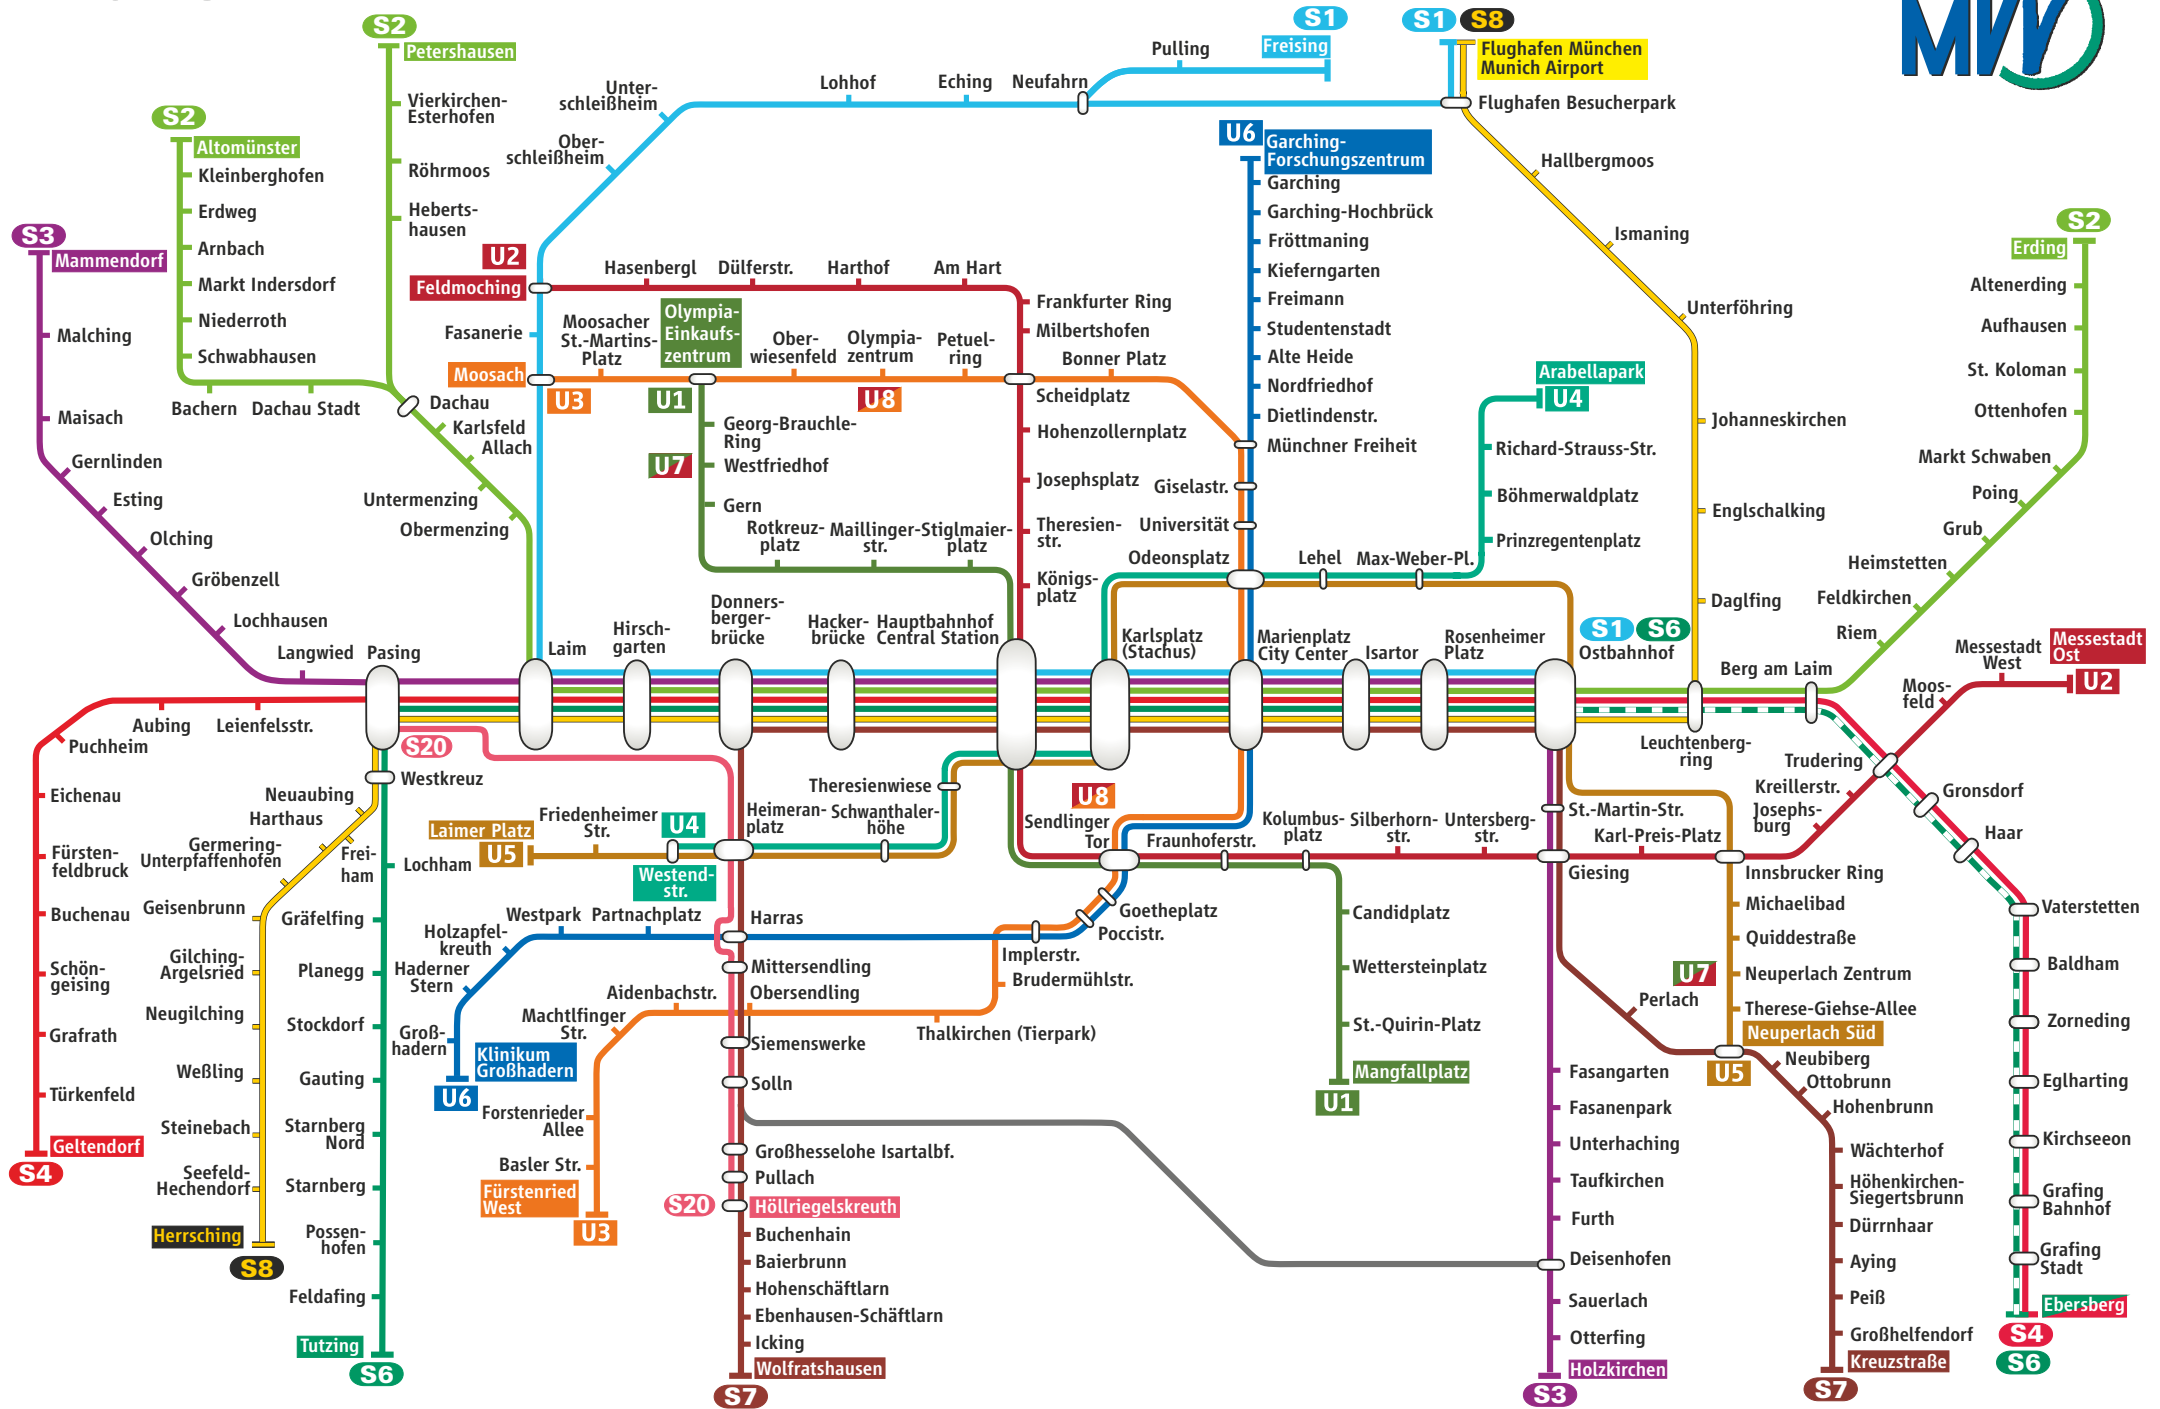 S2
Petershausen
Vierkirchen-
Esterhofen
Röhrmoos
Heberts-
hausen
S2
Altomünster
Kleinberghofen
Erdweg
Arnbach
Markt Indersdorf
Niederroth
Schwabhausen
Bachern
Dachau Stadt
Dachau
Karlsfeld
Allach
Untermenzing
Obermenzing
S3
Mammendorf
Malching
Maisach
Gernlinden
Esting
Olching
Gröbenzell
Lochhausen
Langwied
Pasing
S1
Freising
Pulling
Neufahrn
Eching
Lohhof
Unter-
schleißheim
Ober-
schleißheim
S1
S8
Flughafen München
Munich Airport
Flughafen Besucherpark
Hallbergmoos
Ismaning
Unterföhring
Johanneskirchen
Englschalking
Daglfing
MVV
U6
Garching-
Forschungszentrum
Garching
Garching-Hochbrück
Fröttmaning
Kieferngarten
Freimann
Studentenstadt
Alte Heide
Nordfriedhof
Dietlindenstr.
Münchner Freiheit
Giselastr.
Universität
Odeonsplatz
U2
Feldmoching
Hasenbergl
Dülferstr.
Harthof
Am Hart
Frankfurter Ring
Milbertshofen
Fasanerie
Moosach
U3
Moosacher
St.-Martins-
Platz
Olympia-
Einkaufs-
zentrum
U1
Ober-
wiesenfeld
Olympia-
zentrum
U8
Petuel-
ring
Scheidplatz
Bonner Platz
Georg-Brauchle-
Ring
U7
Westfriedhof
Gern
Rotkreuz-
platz
Maillinger-
str.
Stiglmaier-
platz
Hohenzollernplatz
Josephsplatz
Theresien-
str.
Königs-
platz
Arabellapark
U4
Richard-Strauss-Str.
Böhmerwaldplatz
Prinzregentenplatz
Max-Weber-Pl.
Lehel
S2
Erding
Altenerding
Aufhausen
St. Koloman
Ottenhofen
Markt Schwaben
Poing
Grub
Heimstetten
Feldkirchen
Riem
Berg am Laim
Messestadt
West
Messestadt
Ost
U2
Moos-
feld
Trudering
Kreillerstr.
Josephs-
burg
Laim
Hirsch-
garten
Donners-
berger-
brücke
Hacker-
brücke
Hauptbahnhof
Central Station
Karlsplatz
(Stachus)
Marienplatz
City Center
Isartor
Rosenheimer
Platz
S1
S6
Ostbahnhof
Leuchtenberg-
ring
Aubing
Leienfelsstr.
Puchheim
Eichenau
Fürsten-
feldbruck
Buchenau
Schön-
geising
Grafrath
Türkenfeld
Geltendorf
S4
S20
Westkreuz
Neuaubing
Harthaus
Germering-
Unterpfaffenhofen
Frei-
ham
Geisenbrunn
Gilching-
Argelsried
Neugilching
Weßling
Steinebach
Seefeld-
Hechendorf
Herrsching
S8
Lochham
Gräfelfing
Planegg
Stockdorf
Gauting
Starnberg
Nord
Starnberg
Possen-
hofen
Feldafing
Tutzing
S6
Laimer Platz
U5
Friedenheimer
Str.
U4
Westend-
str.
Heimeran-
platz
Schwanthaler-
höhe
Theresienwiese
Holzapfel-
kreuth
Westpark
Partnachplatz
Harras
Haderner
Stern
Groß-
hadern
Klinikum
Großhadern
U6
Mittersendling
Obersendling
Aidenbachstr.
Machtlfinger
Str.
Siemenswerke
Solln
Forstenrieder
Allee
Basler Str.
Fürstenried
West
U3
Großhesselohe Isartalbf.
Pullach
S20
Höllriegelskreuth
Buchenhain
Baierbrunn
Hohenschäftlarn
Ebenhausen-Schäftlarn
Icking
Wolfratshausen
S7
U8
Sendlinger
Tor
Fraunhoferstr.
Kolumbus-
platz
Silberhorn-
str.
Untersberg-
str.
Goetheplatz
Poccistr.
Implerstr.
Brudermühlstr.
Thalkirchen (Tierpark)
Candidplatz
Wettersteinplatz
St.-Quirin-Platz
Mangfallplatz
U1
St.-Martin-Str.
Karl-Preis-Platz
Giesing
Innsbrucker Ring
Michaelibad
Quiddestraße
U7
Neuperlach Zentrum
Therese-Giehse-Allee
Neuperlach Süd
U5
Perlach
Neubiberg
Ottobrunn
Hohenbrunn
Wächterhof
Höhenkirchen-
Siegertsbrunn
Dürrnhaar
Aying
Peiß
Großhelfendorf
Kreuzstraße
S7
Fasangarten
Fasanenpark
Unterhaching
Taufkirchen
Furth
Deisenhofen
Sauerlach
Otterfing
Holzkirchen
S3
Gronsdorf
Haar
Vaterstetten
Baldham
Zorneding
Eglharting
Kirchseeon
Grafing
Bahnhof
Grafing
Stadt
Ebersberg
S4
S6